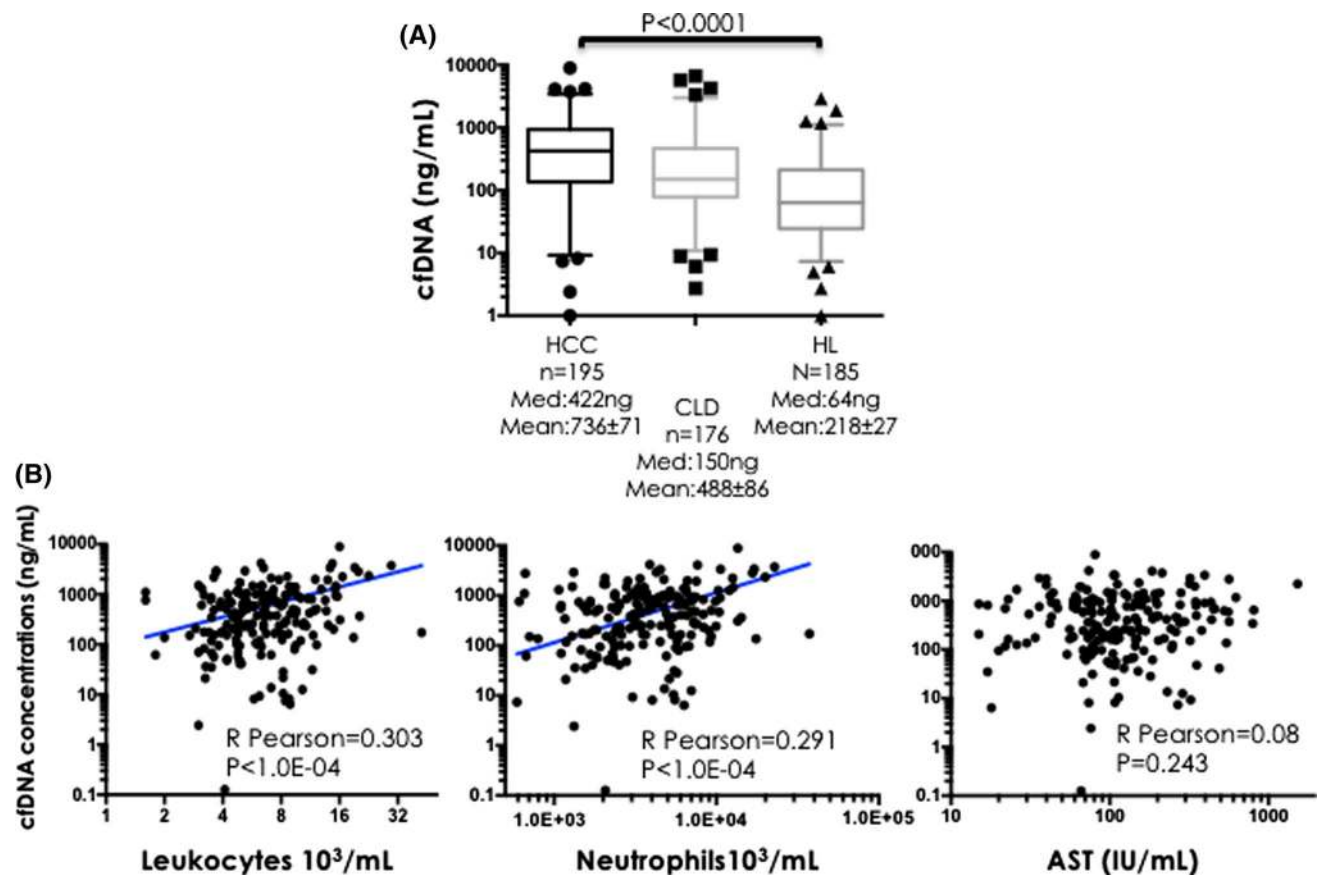 (A)
P<0.0001
cfDNA (ng/mL)
10000
1000
100
10
1
HCC
n=195
Med:422ng
Mean:736±71
CLD
n=176
Med:150ng
Mean:488±86
HL
N=185
Med:64ng
Mean:218±27
(B)
cfDNA concentrations (ng/mL)
10000
1000
100
10
1
0.1
R Pearson=0.303
P<1.0E-04
1 2 4 8 16 32
Leukocytes 10³/mL
10000
1000
100
10
1
0.1
R Pearson=0.291
P<1.0E-04
1.0E+03 1.0E+04 1.0E+05
Neutrophils10³/mL
000
000
100
10
1
0.1
R Pearson=0.08
P=0.243
10 100 1000
AST (IU/mL)